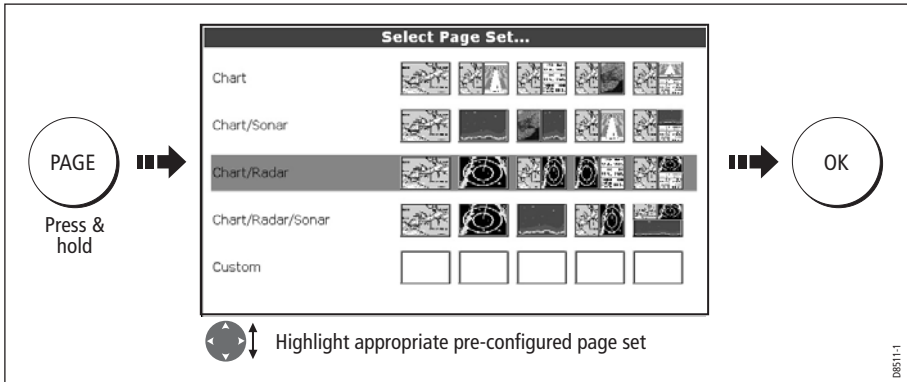 Select Page Set...
Chart
Chart/Sonar
Chart/Radar
Chart/Radar/Sonar
Custom
PAGE
Press &
hold
OK
Highlight appropriate pre-configured page set
D8511-1